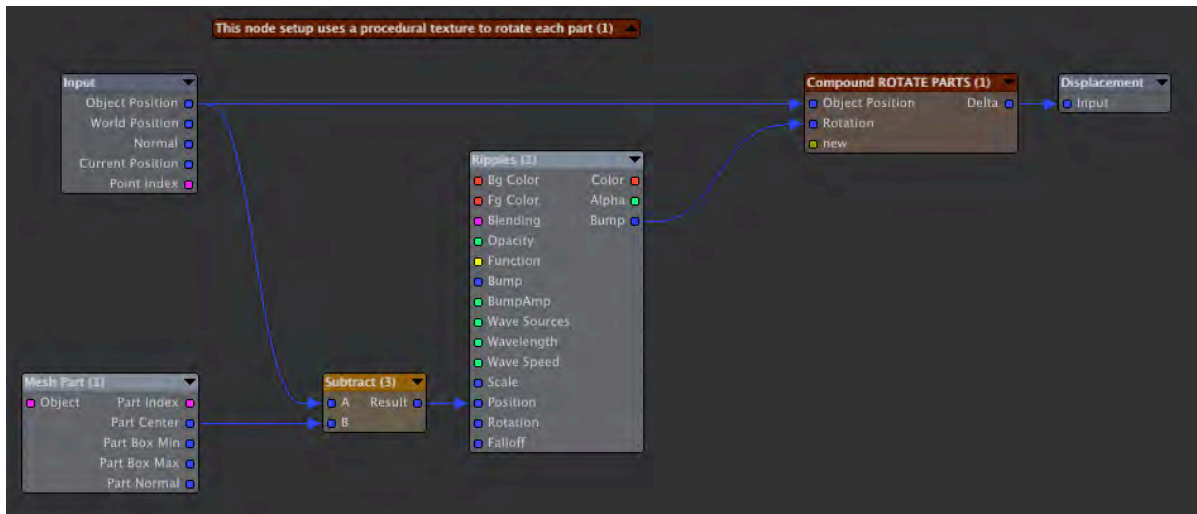 This node setup uses a procedural texture to rotate each part (1)
Input
Object Position
World Position
Normal
Current Position
Point Index
Compound ROTATE PARTS (1)
Object Position Delta
Rotation
new
Displacement
Input
Ripples (2)
Bg Color Color
Fg Color Alpha
Blending Bump
Opacity
Function
Bump
BumpAmp
Wave Sources
Wavelength
Wave Speed
Scale
Position
Rotation
Falloff
Mesh Part (1)
Object Part Index
Part Center
Part Box Min
Part Box Max
Part Normal
Subtract (3)
A Result
B